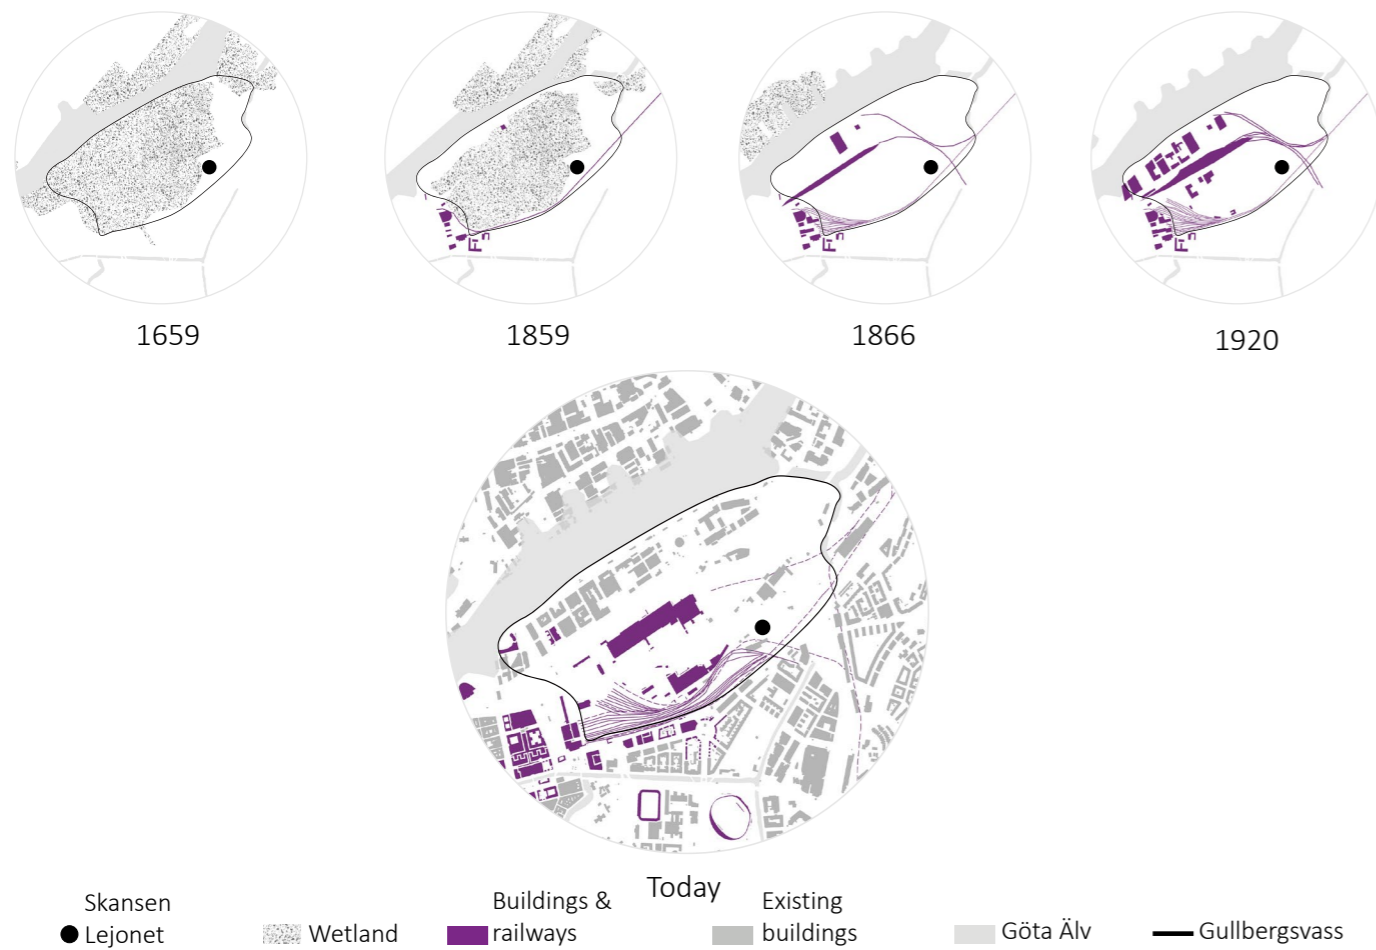 1659
1859
1866
1920
Today
Skansen
Lejonet
Wetland
Buildings &
railways
Existing
buildings
Göta Älv
Gullbergsvass